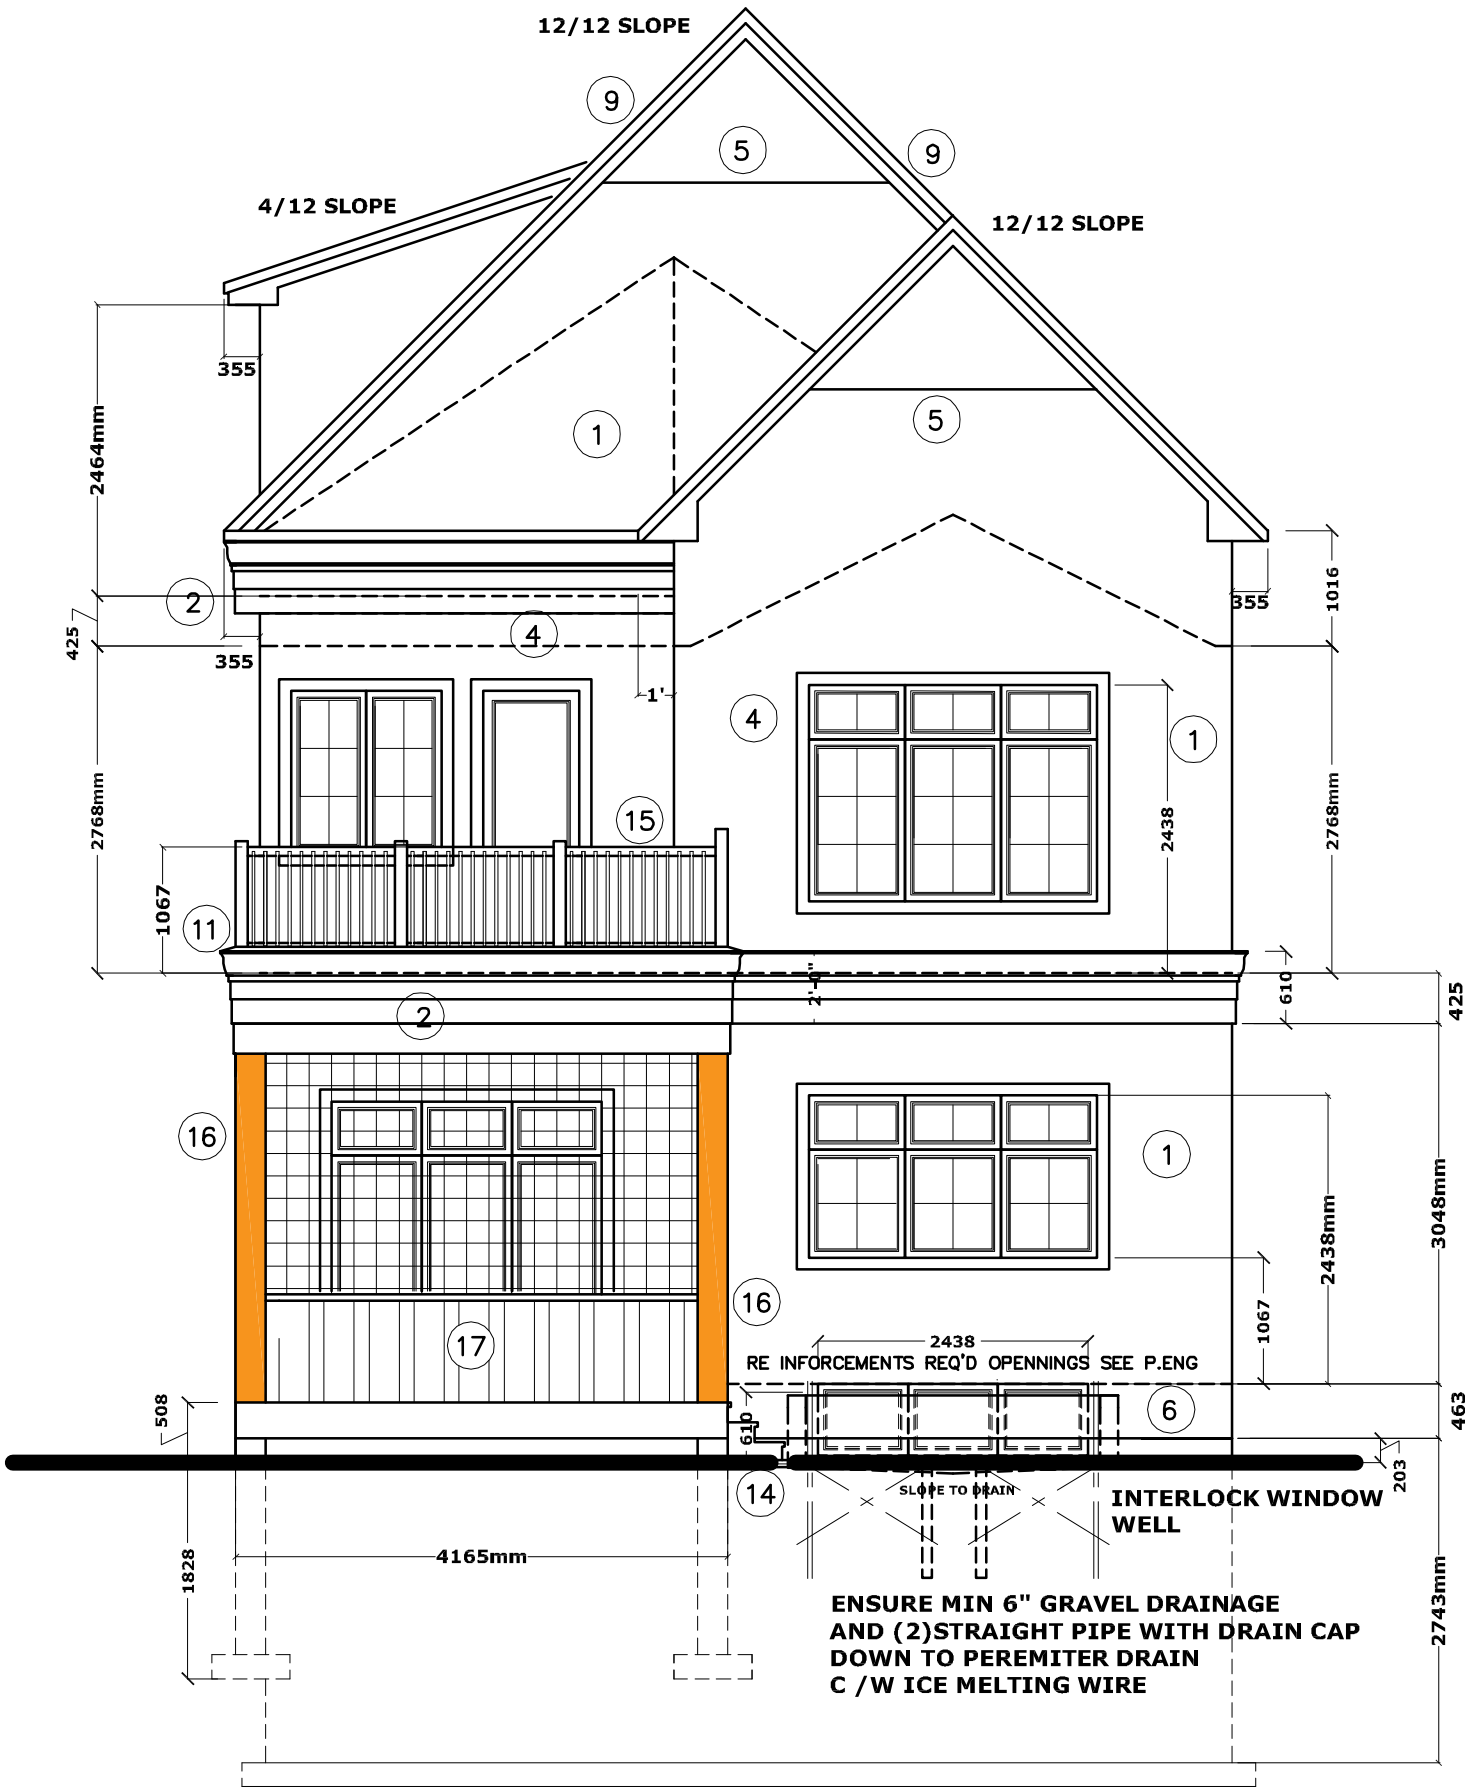 12/12 SLOPE
9
5
9
4/12 SLOPE
12/12 SLOPE
355
1
5
2464mm
2
355
1016
4
425
355
1'
4
1
15
2768mm
2438
2768mm
1067
11
2'-0"
610
425
2
16
1
3048mm
2438mm
16
1067
17
2438
RE INFORCEMENTS REQ'D OPENNINGS SEE P.ENG
508
610
6
463
203
14
SLOPE TO DRAIN
INTERLOCK WINDOW
WELL
4165mm
1828
2743mm
ENSURE MIN 6" GRAVEL DRAINAGE
AND (2)STRAIGHT PIPE WITH DRAIN CAP
DOWN TO PEREMITER DRAIN
C /W ICE MELTING WIRE